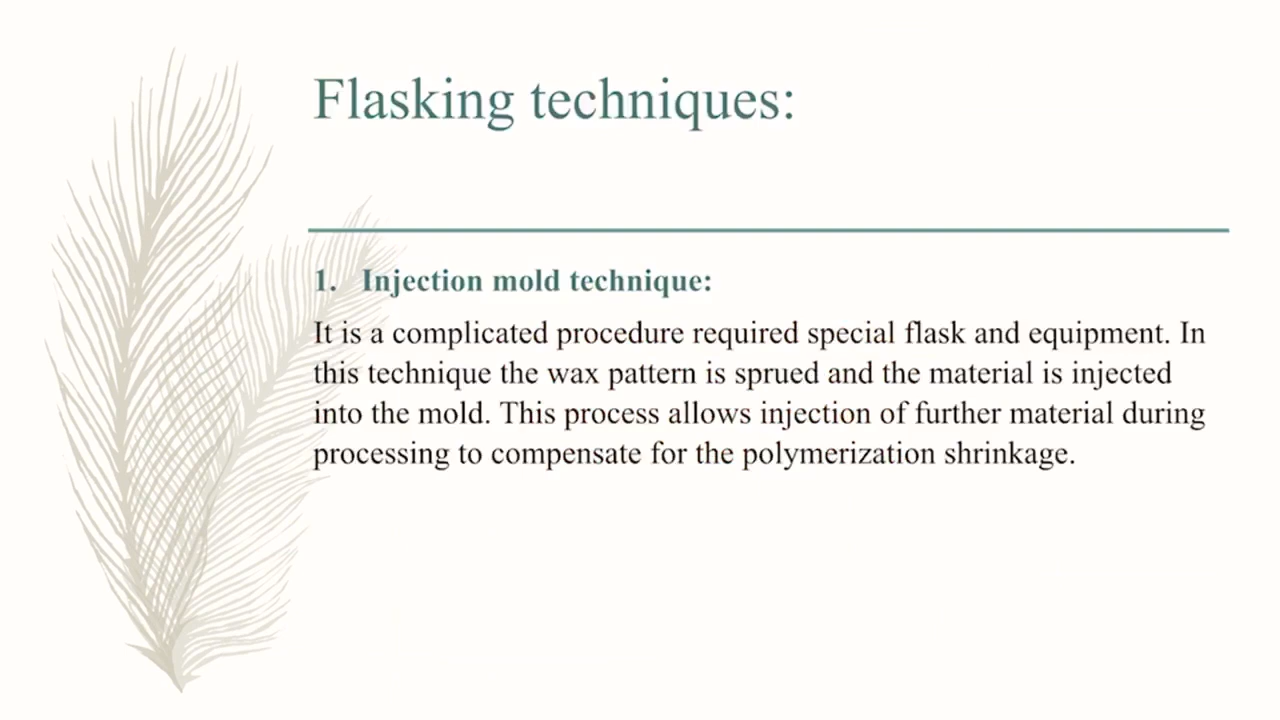 Flasking techniques:
1. Injection mold technique:
It is a complicated procedure required special flask and equipment. In
this technique the wax pattern is sprued and the material is injected
into the mold. This process allows injection of further material during
processing to compensate for the polymerization shrinkage.